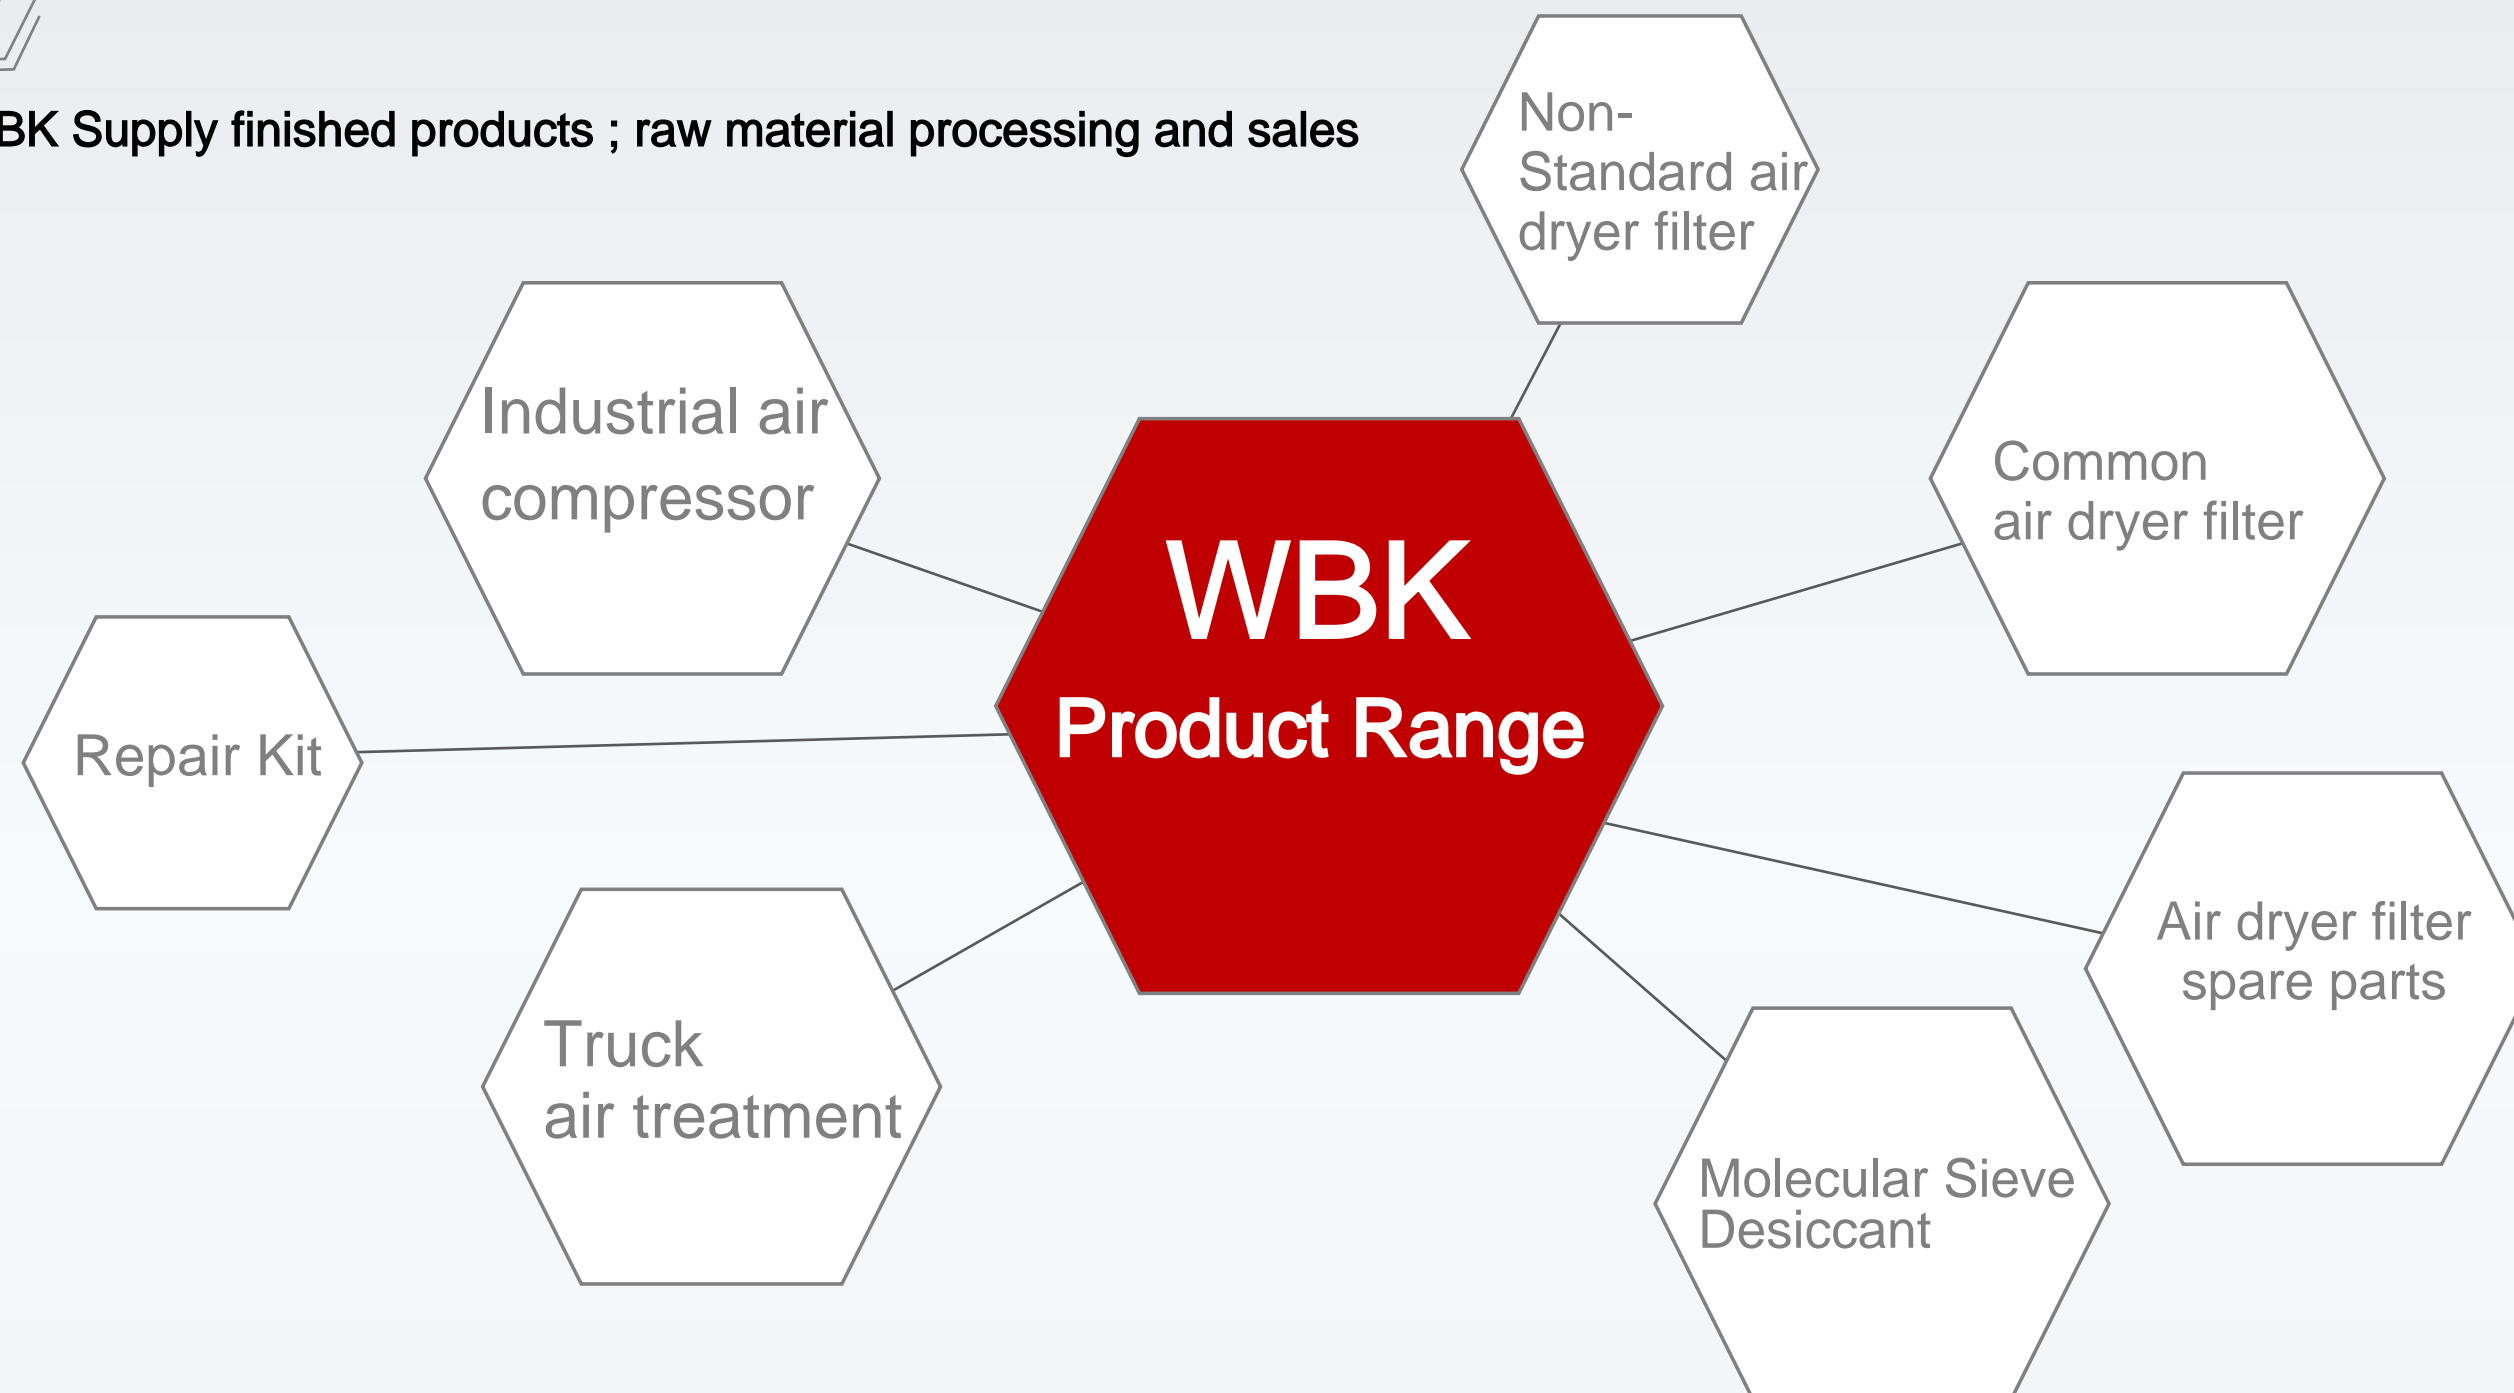 BK Supply finished products ; raw material processing and sales
Non-
Standard air
dryer filter
Industrial air
compressor
Common
air dryer filter
WBK
Product Range
Repair Kit
Air dryer filter
spare parts
Truck
air treatment
Molecular Sieve
Desiccant